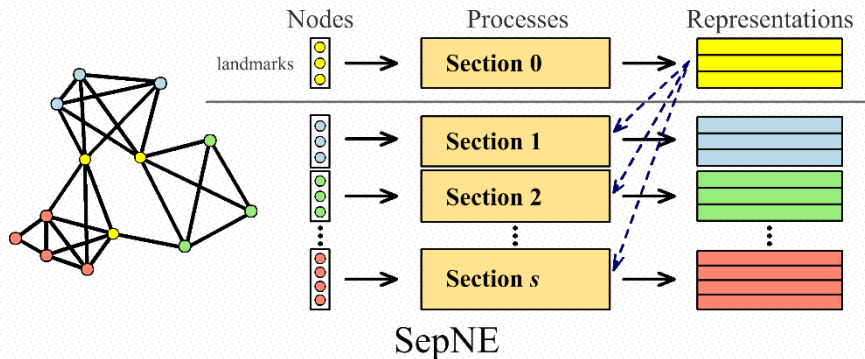 Nodes Processes Representations
landmarks Section 0
Section 1
Section 2
Section s
SepNE